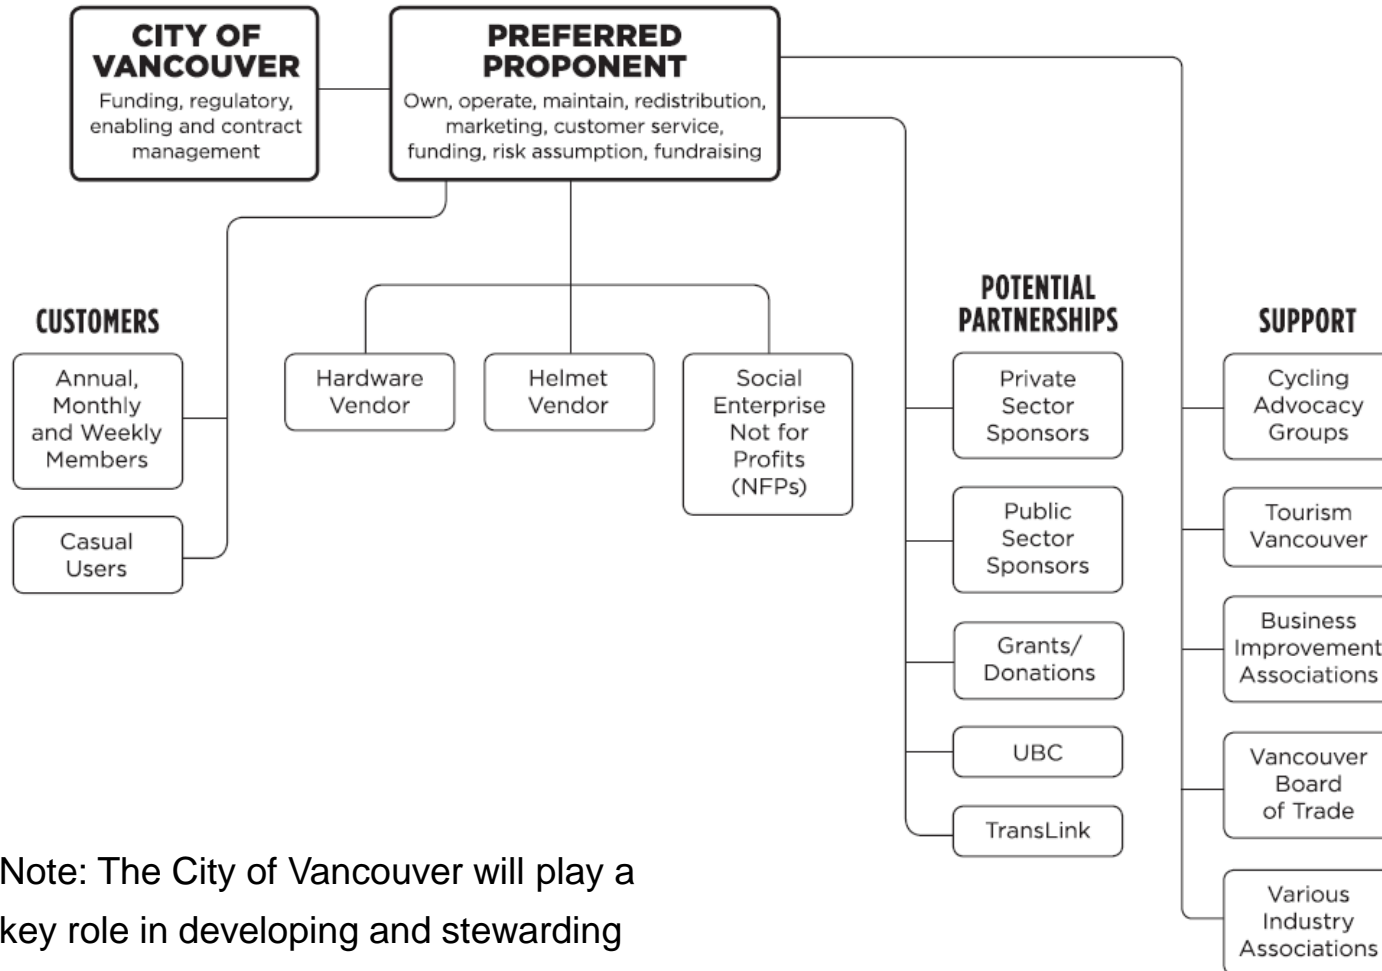 CITY OF
VANCOUVER
Funding, regulatory,
enabling and contract
management
PREFERRED
PROPONENT
Own, operate, maintain, redistribution,
marketing, customer service,
funding, risk assumption, fundraising
CUSTOMERS
Annual,
Monthly
and Weekly
Members
Casual
Users
Hardware
Vendor
Helmet
Vendor
Social
Enterprise
Not for
Profits
(NFPs)
POTENTIAL
PARTNERSHIPS
Private
Sector
Sponsors
Public
Sector
Sponsors
Grants/
Donations
UBC
TransLink
SUPPORT
Cycling
Advocacy
Groups
Tourism
Vancouver
Business
Improvement
Associations
Vancouver
Board
of Trade
Various
Industry
Associations
Note: The City of Vancouver will play a
key role in developing and stewarding